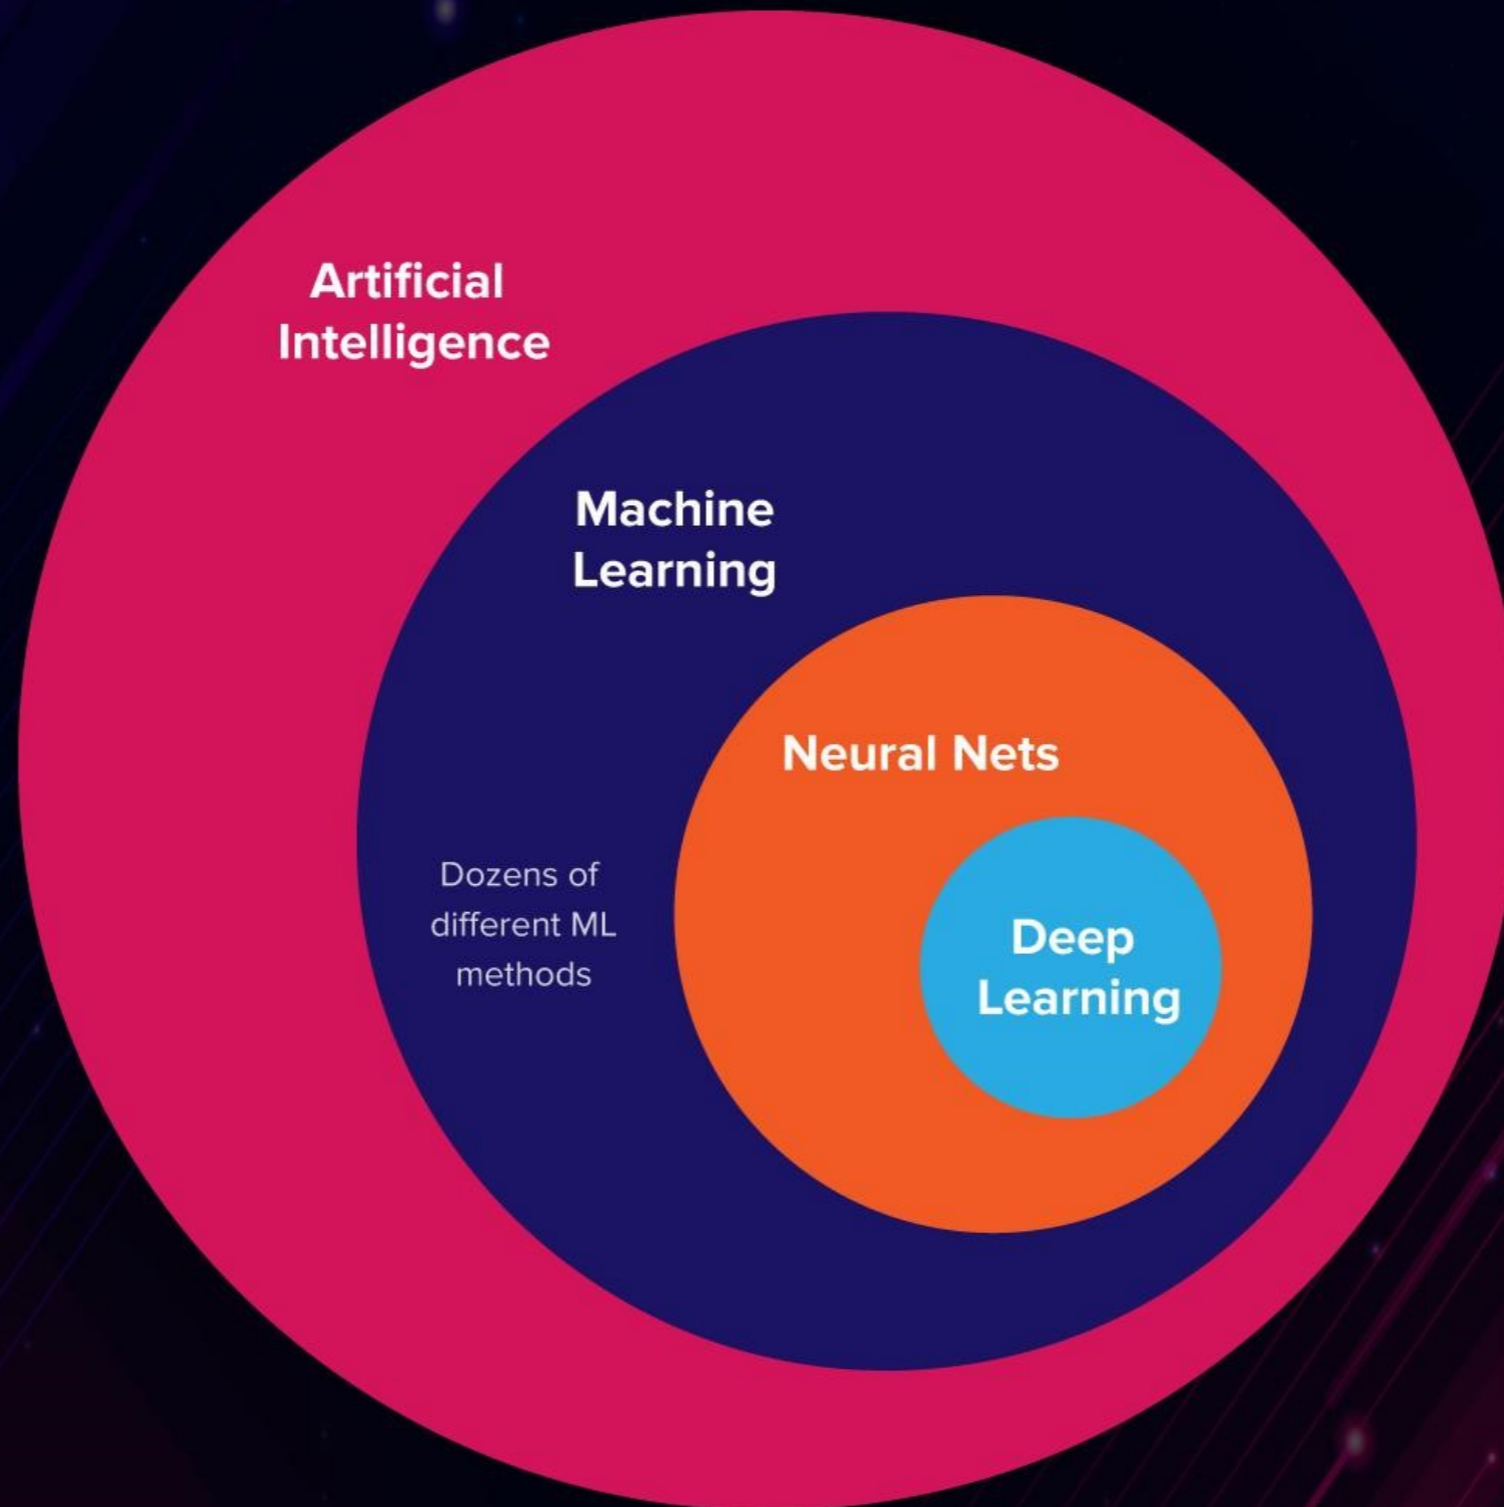 Artificial
Intelligence
Machine
Learning
Neural Nets
Dozens of
different ML
methods
Deep
Learning